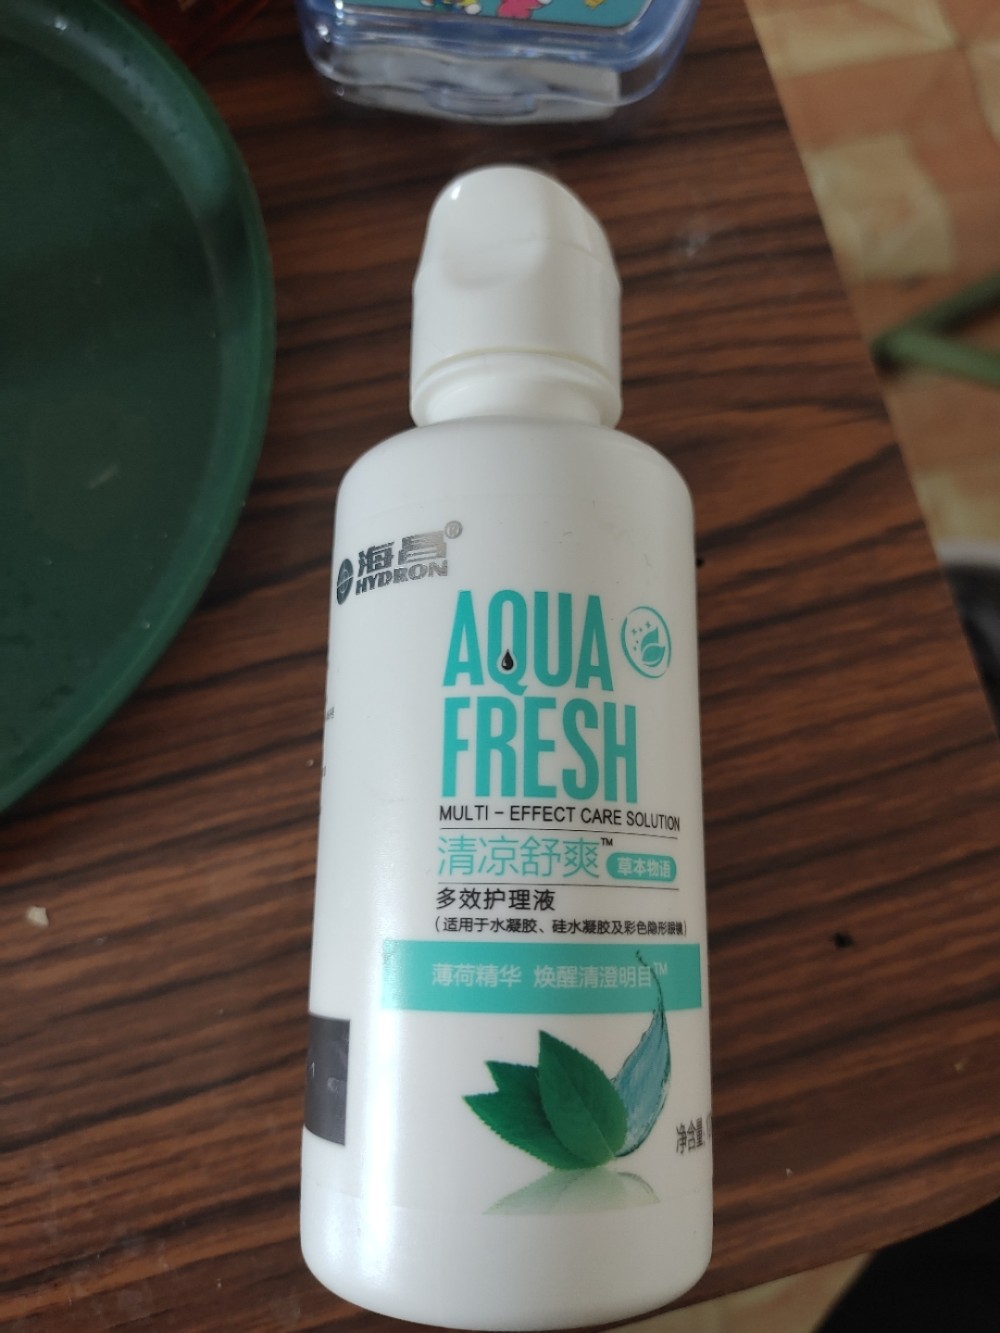 海昌®
HYDRON
AQUA
FRESH
MULTI - EFFECT CARE SOLUTION
清凉舒爽™ 草本物语
多效护理液
(适用于水凝胶、硅水凝胶及彩色隐形眼镜)
薄荷精华 焕醒清澄明目™
净含量